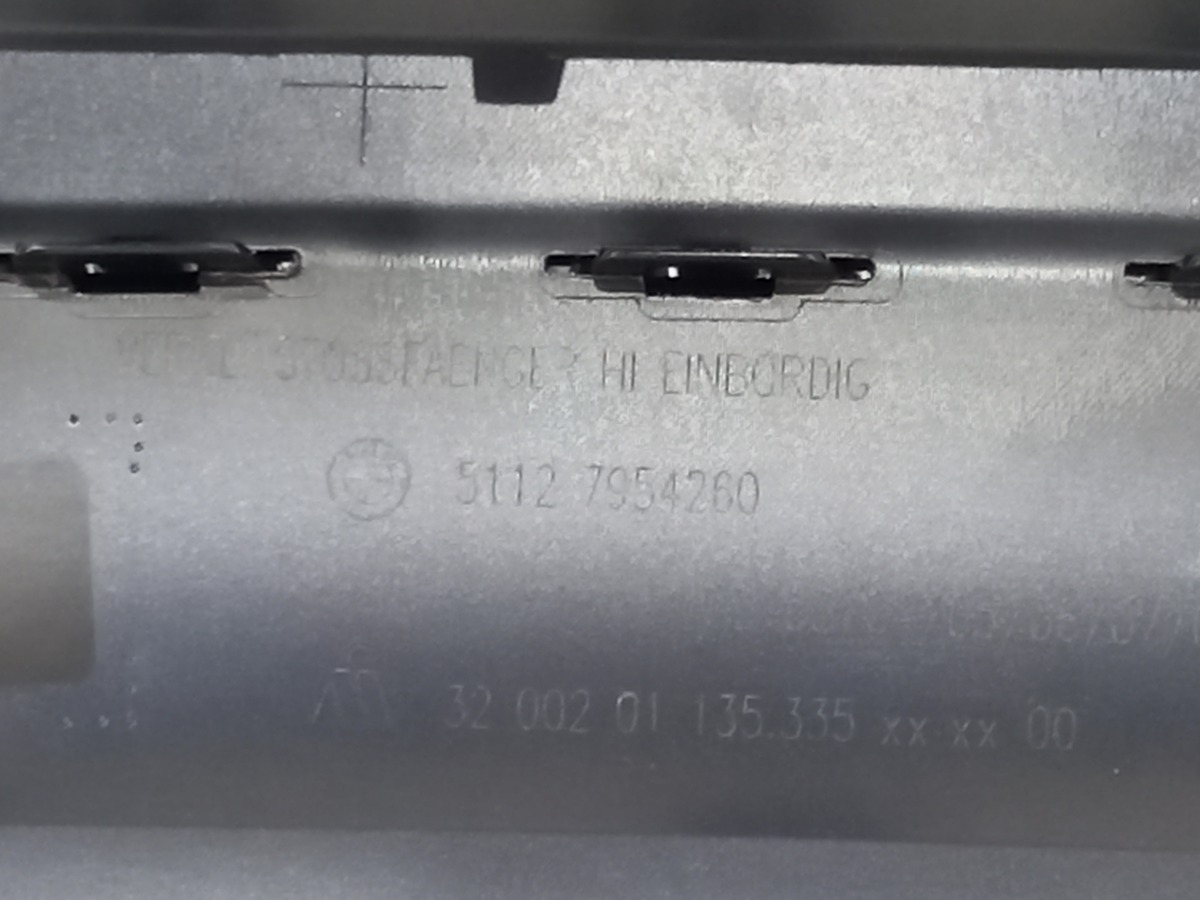 STOSSFAENGER HI EINBORDIG
5112 7954260
32 002 01 135.335 xx xx 00